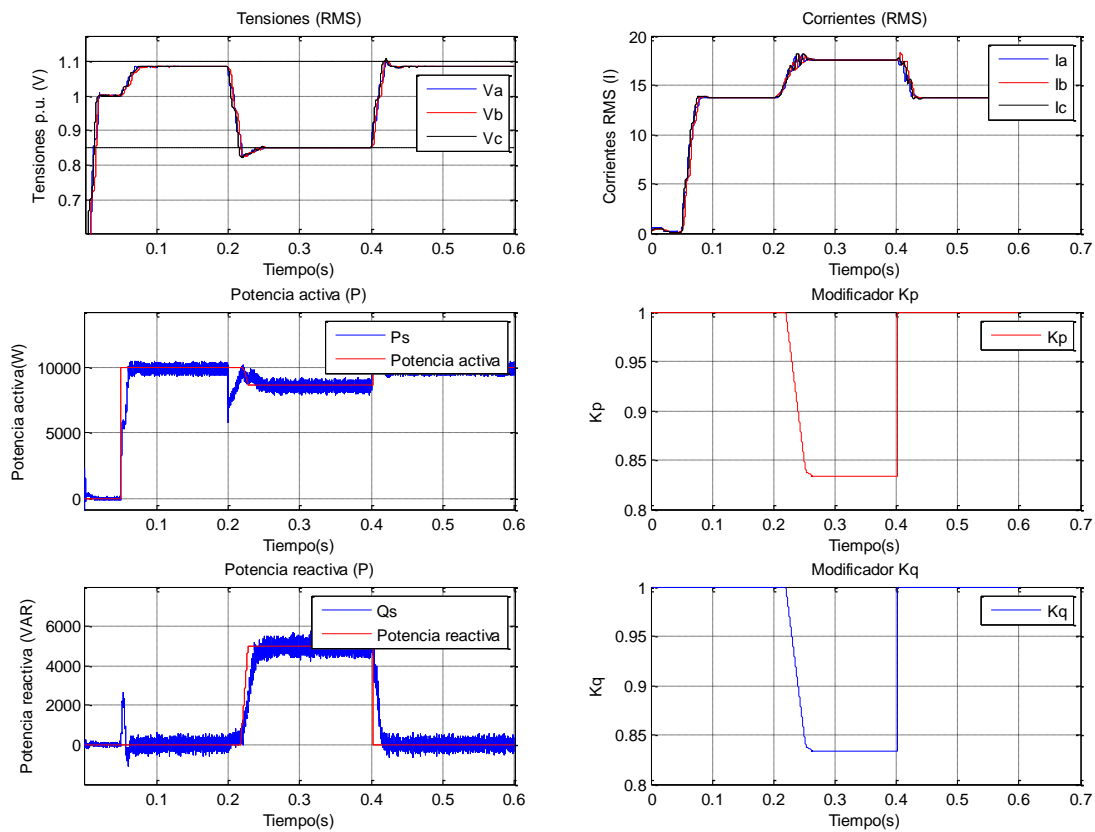 Tensiones (RMS)
Tensiones p.u. (V)
1.1
1
0.9
0.8
0.7
0.1 0.2 0.3 0.4 0.5 0.6
Tiempo(s)
Va
Vb
Vc
Corrientes (RMS)
Corrientes RMS (I)
20
15
10
5
0
0 0.1 0.2 0.3 0.4 0.5 0.6 0.7
Tiempo(s)
Ia
Ib
Ic
Potencia activa (P)
Potencia activa(W)
10000
5000
0
0.1 0.2 0.3 0.4 0.5 0.6
Tiempo(s)
Ps
Potencia activa
Modificador Kp
Kp
1
0.95
0.9
0.85
0.8
0 0.1 0.2 0.3 0.4 0.5 0.6 0.7
Tiempo(s)
Kp
Potencia reactiva (P)
Potencia reactiva (VAR)
6000
4000
2000
0
0.1 0.2 0.3 0.4 0.5 0.6
Tiempo(s)
Qs
Potencia reactiva
Modificador Kq
Kq
1
0.95
0.9
0.85
0.8
0 0.1 0.2 0.3 0.4 0.5 0.6 0.7
Tiempo(s)
Kq